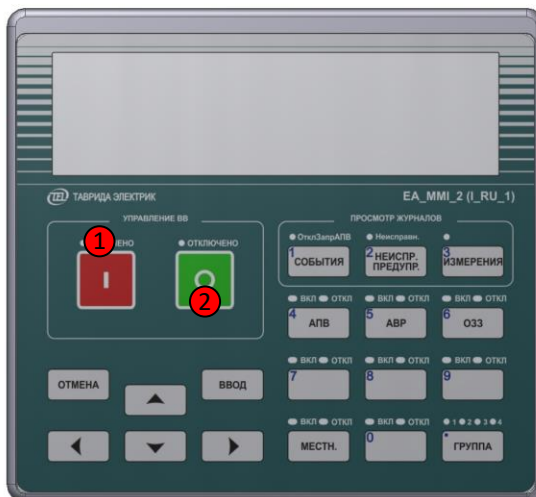 TEL ТАВРИДА ЭЛЕКТРИК
EA_MMI_2 (I_RU_1)
УПРАВЛЕНИЕ ВВ
ПРОСМОТР ЖУРНАЛОВ
1
ОТКЛЮЧЕНО
I
O
2
ОтклЗапрАПВ Неисправн.
1 СОБЫТИЯ
2 НЕИСПР.
ПРЕДУПР.
3 ИЗМЕРЕНИЯ
ВКЛ ОТКЛ ВКЛ ОТКЛ ВКЛ ОТКЛ
4 АПВ 5 АВР 6 ОЗЗ
ВКЛ ОТКЛ ВКЛ ОТКЛ ВКЛ ОТКЛ
7 8 9
ОТМЕНА ВВОД
ВКЛ ОТКЛ ВКЛ ОТКЛ 1 2 3 4
МЕСТН. 0 . ГРУППА